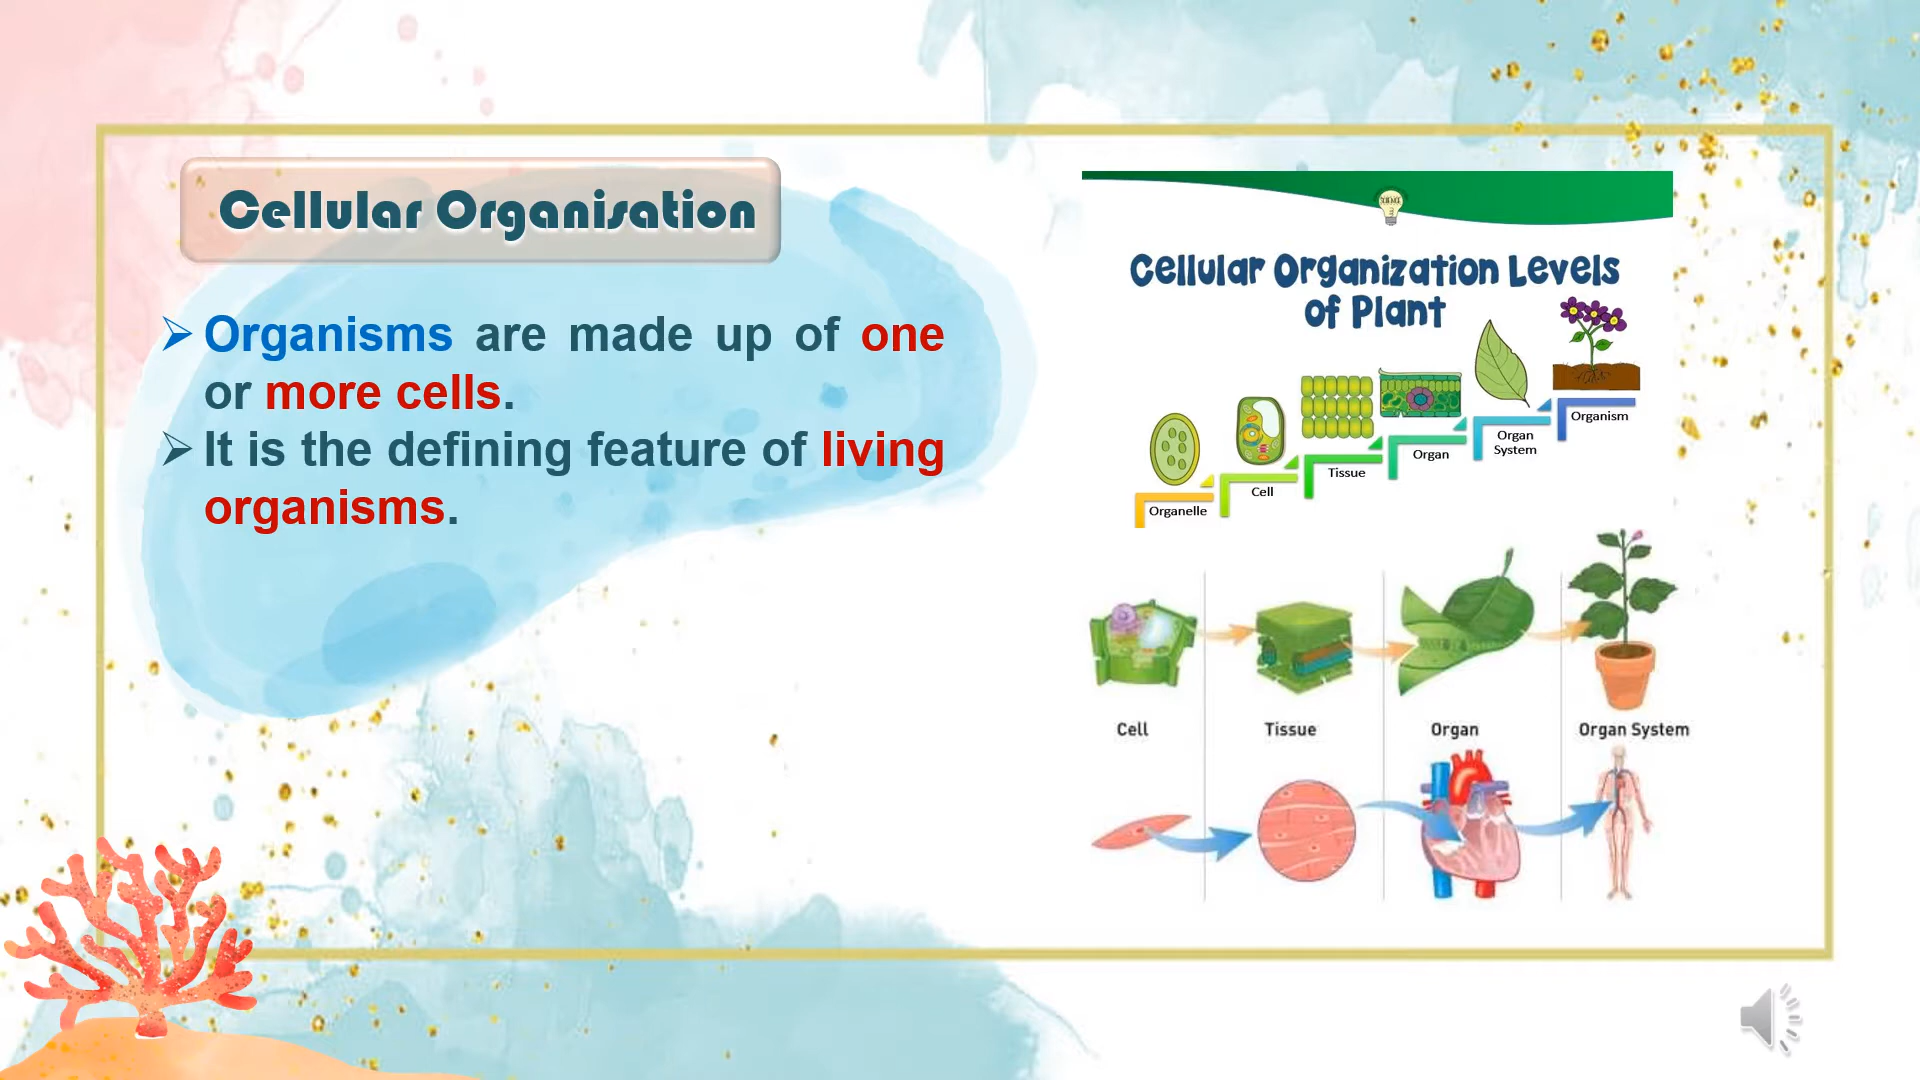 Cellular Organisation
Organisms are made up of one
or more cells.
It is the defining feature of living
organisms.
SCIENCE
Cellular Organization Levels
of Plant
Organelle
Cell
Tissue
Organ
Organ
System
Organism
Cell
Tissue
Organ
Organ System